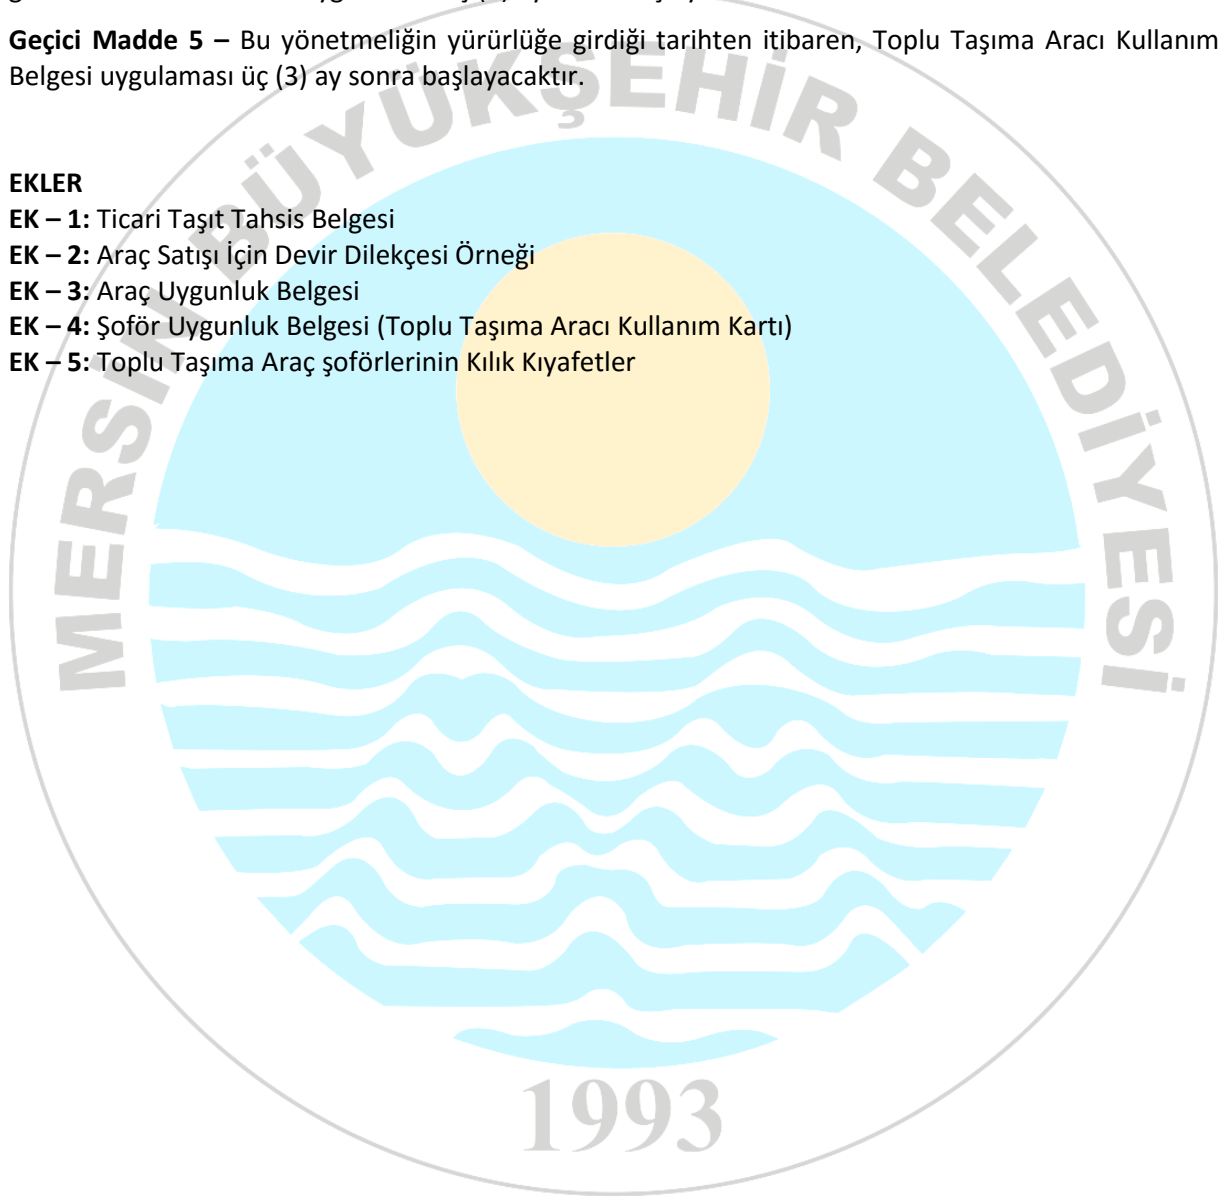 Geçici Madde 5 – Bu yönetmeliğin yürürlüğe girdiği tarihten itibaren, Toplu Taşıma Aracı Kullanım
Belgesi uygulaması üç (3) ay sonra başlayacaktır.
EKLER
EK – 1: Ticari Taşıt Tahsis Belgesi
EK – 2: Araç Satışı İçin Devir Dilekçesi Örneği
EK – 3: Araç Uygunluk Belgesi
EK – 4: Şoför Uygunluk Belgesi (Toplu Taşıma Aracı Kullanım Kartı)
EK – 5: Toplu Taşıma Araç şoförlerinin Kılık Kıyafetler
MERSİN BÜYÜKŞEHİR BELEDİYESİ
1993